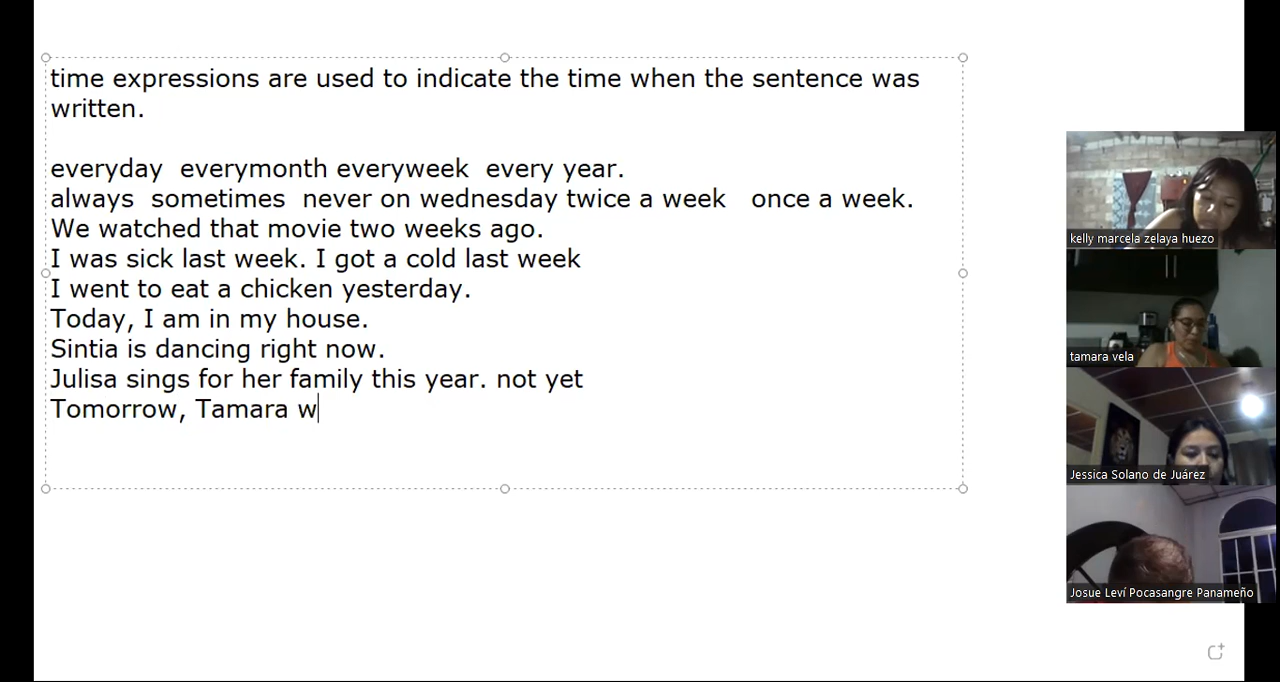 time expressions are used to indicate the time when the sentence was
written.
everyday  everymonth everyweek  every year.
always  sometimes  never on wednesday twice a week   once a week.
We watched that movie two weeks ago.
I was sick last week. I got a cold last week
I went to eat a chicken yesterday.
Today, I am in my house.
Sintia is dancing right now.
Julisa sings for her family this year. not yet
Tomorrow, Tamara w
kelly marcela zelaya huezo
tamara vela
Jessica Solano de Juárez
Josue Leví Pocasangre Panameño